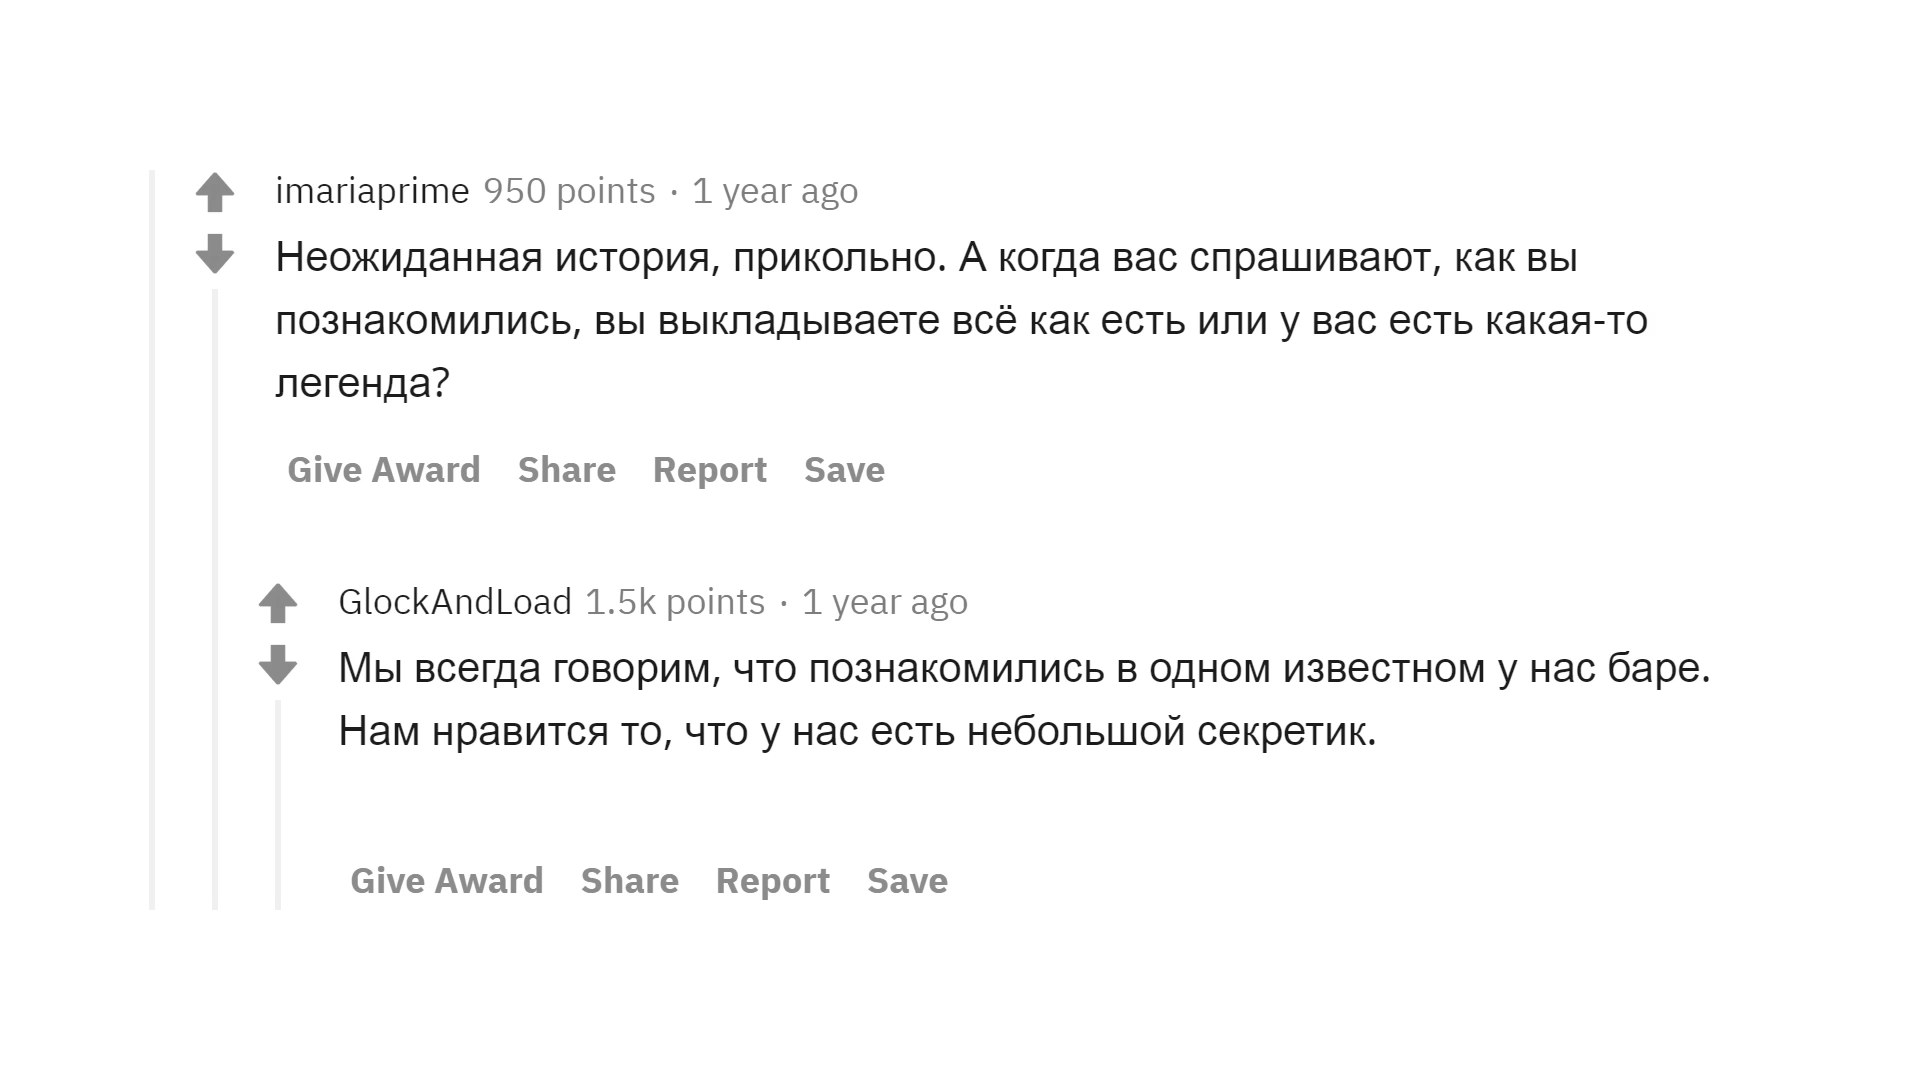 imariaprime 950 points · 1 year ago
Неожиданная история, прикольно. А когда вас спрашивают, как вы
познакомились, вы выкладываете всё как есть или у вас есть какая-то
легенда?
Give Award Share Report Save
GlockAndLoad 1.5k points · 1 year ago
Мы всегда говорим, что познакомились в одном известном у нас баре.
Нам нравится то, что у нас есть небольшой секретик.
Give Award Share Report Save